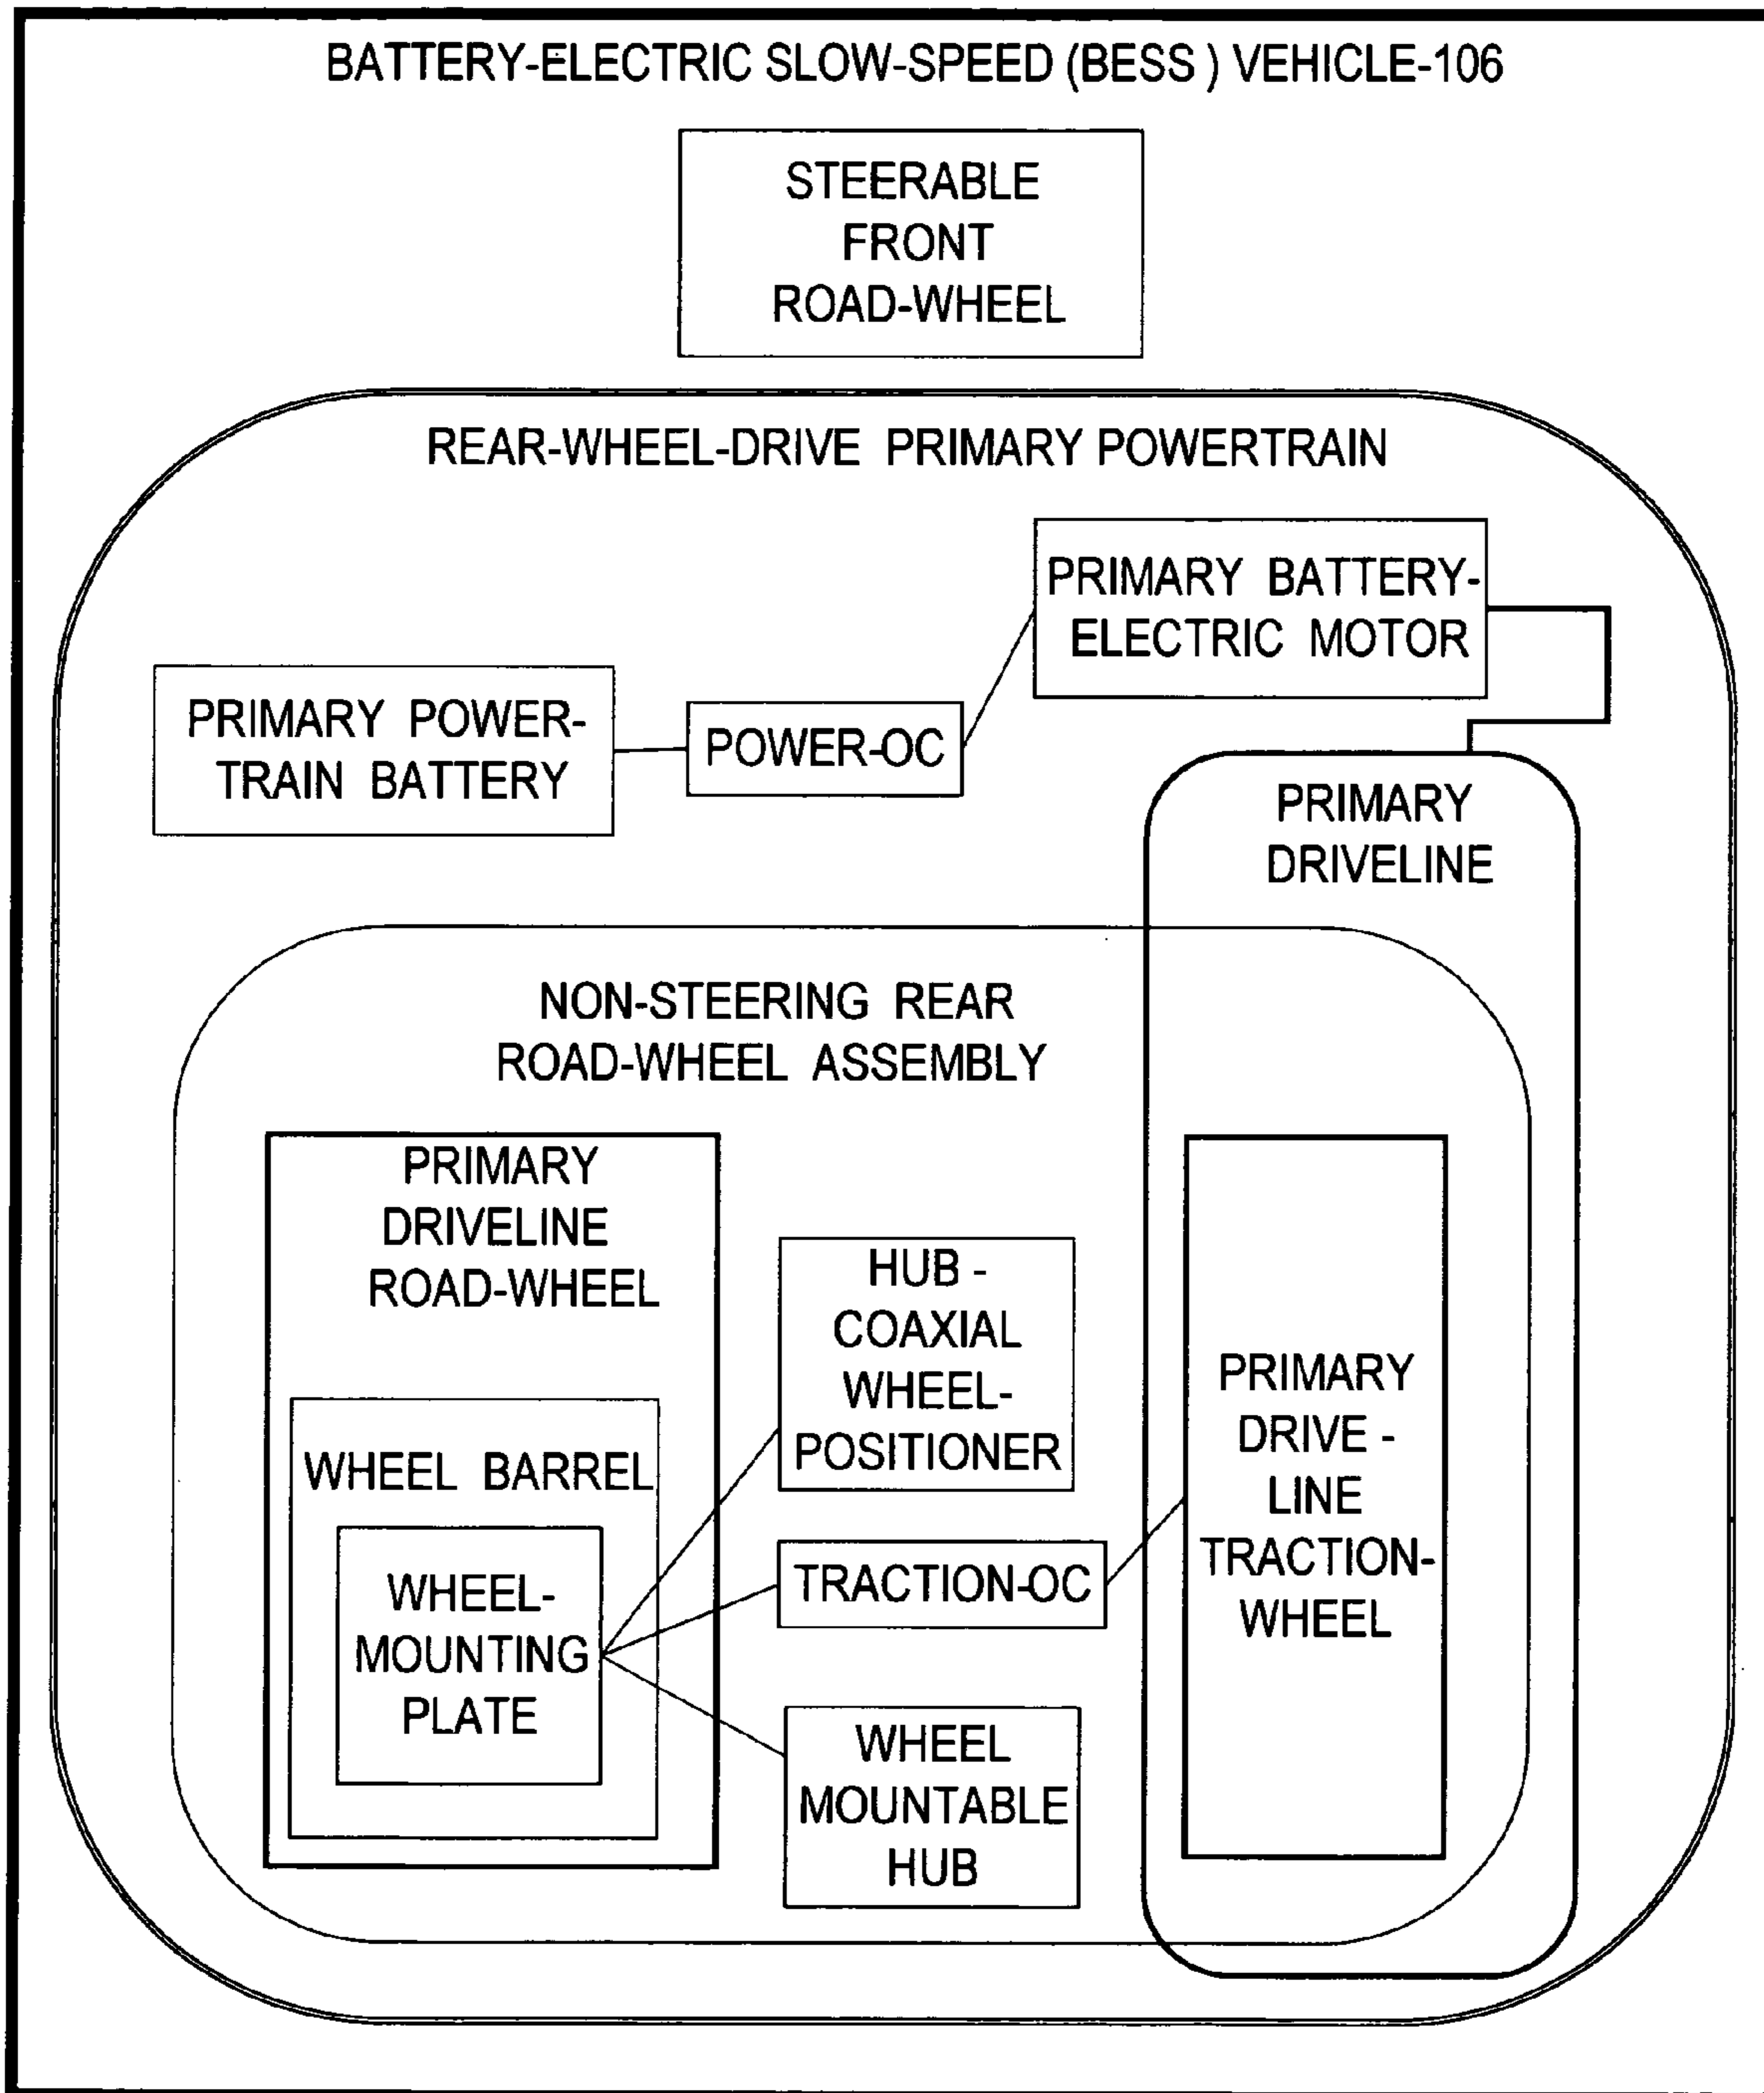 BATTERY-ELECTRIC SLOW-SPEED (BESS ) VEHICLE-106
STEERABLE
FRONT
ROAD-WHEEL
REAR-WHEEL-DRIVE PRIMARY POWERTRAIN
PRIMARY BATTERY-
ELECTRIC MOTOR
PRIMARY POWER-
TRAIN BATTERY
POWER-OC
PRIMARY
DRIVELINE
NON-STEERING REAR
ROAD-WHEEL ASSEMBLY
PRIMARY
DRIVELINE
ROAD-WHEEL
WHEEL BARREL
WHEEL-
MOUNTING
PLATE
HUB -
COAXIAL
WHEEL-
POSITIONER
TRACTION-OC
WHEEL
MOUNTABLE
HUB
PRIMARY
DRIVE -
LINE
TRACTION-
WHEEL